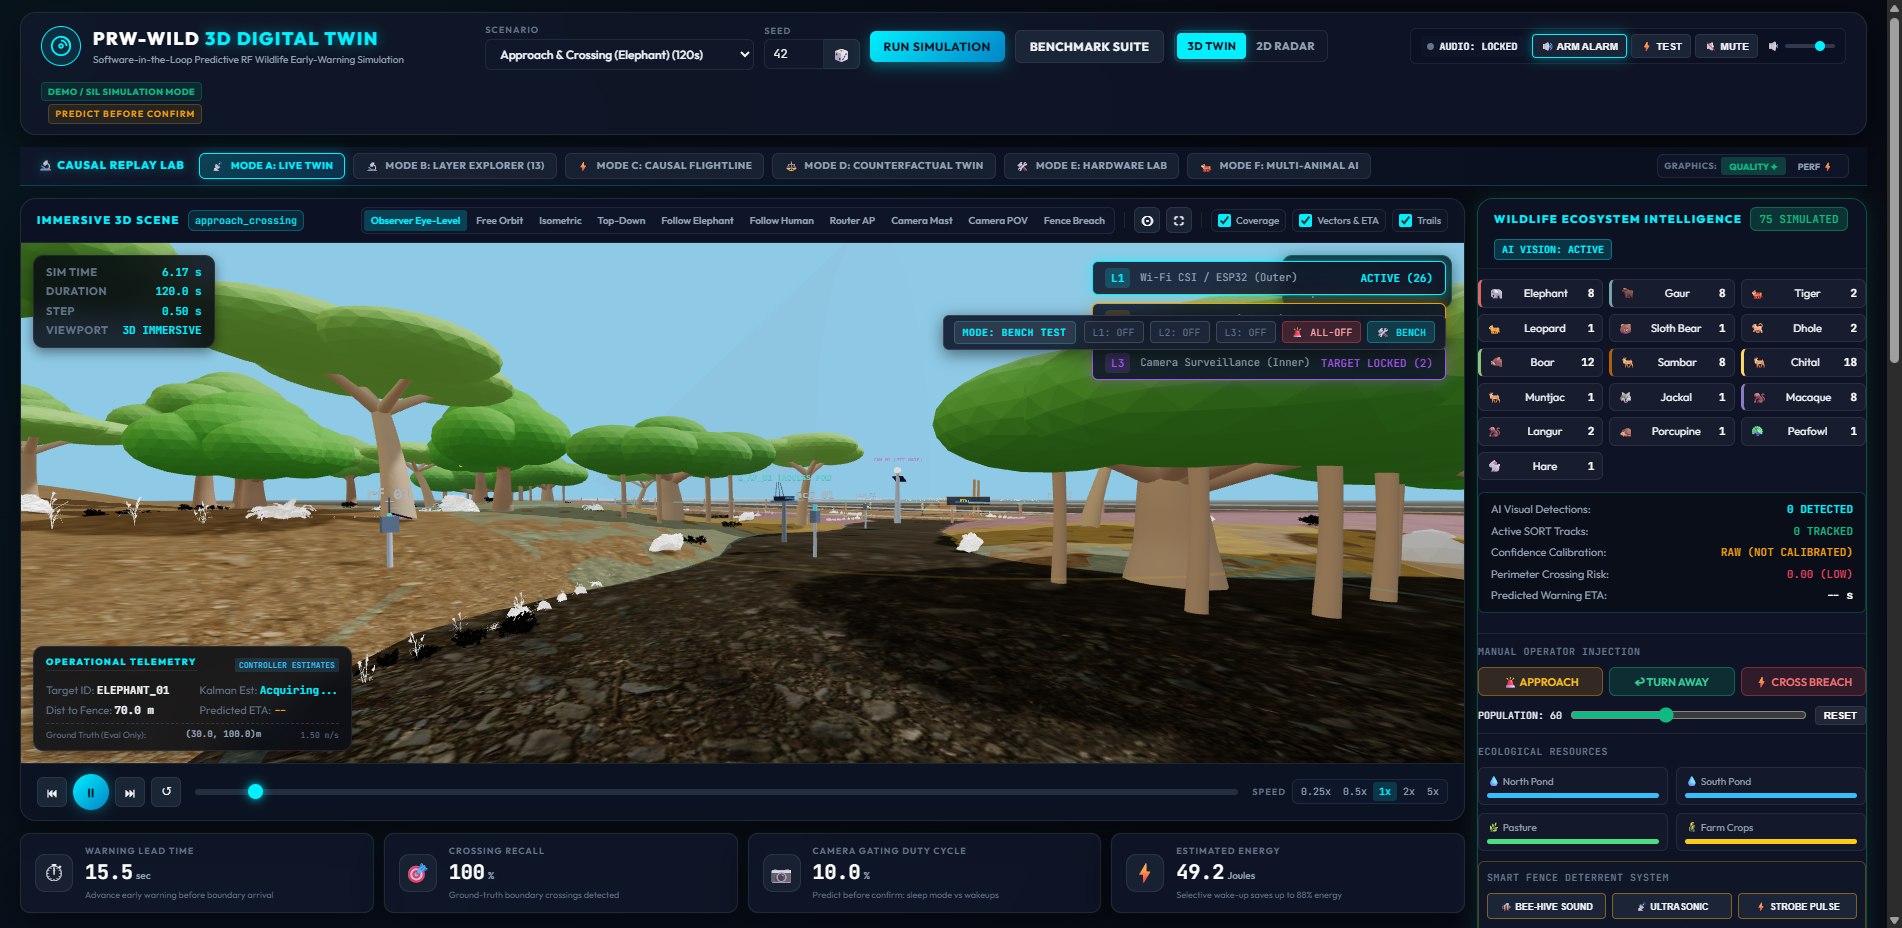 PRW-WILD 3D DIGITAL TWIN
Software-in-the-Loop Predictive RF Wildlife Early-Warning Simulation
DEMO / SIL SIMULATION MODE
PREDICT BEFORE CONFIRM
SCENARIO
Approach & Crossing (Elephant) (120s)
SEED
42
RUN SIMULATION
BENCHMARK SUITE
3D TWIN
2D RADAR
AUDIO: LOCKED
ARM ALARM
TEST
MUTE
CAUSAL REPLAY LAB
MODE A: LIVE TWIN
MODE B: LAYER EXPLORER (13)
MODE C: CAUSAL FLIGHTLINE
MODE D: COUNTERFACTUAL TWIN
MODE E: HARDWARE LAB
MODE F: MULTI-ANIMAL AI
GRAPHICS: QUALITY PERF
IMMERSIVE 3D SCENE
approach_crossing
Observer Eye-Level
Free Orbit
Isometric
Top-Down
Follow Elephant
Follow Human
Router AP
Camera Mast
Camera POV
Fence Breach
Coverage
Vectors & ETA
Trails
SIM TIME 6.17 s
DURATION 120.0 s
STEP 0.50 s
VIEWPORT 3D IMMERSIVE
L1 Wi-Fi CSI / ESP32 (Outer) ACTIVE (26)
MODE: BENCH TEST
L1: OFF
L2: OFF
L3: OFF
ALL-OFF
BENCH
L3 Camera Surveillance (Inner) TARGET LOCKED (2)
OPERATIONAL TELEMETRY
CONTROLLER ESTIMATES
Target ID: ELEPHANT_01
Kalman Est: Acquiring...
Dist to Fence: 70.0 m
Predicted ETA: --
Ground Truth (Eval Only): (30.0, 100.0)m 1.50 m/s
SPEED
0.25x
0.5x
1x
2x
5x
WARNING LEAD TIME
15.5 sec
Advance early warning before boundary arrival
CROSSING RECALL
100 %
Ground-truth boundary crossings detected
CAMERA GATING DUTY CYCLE
10.0 %
Predict before confirm: sleep mode vs wakeups
ESTIMATED ENERGY
49.2 Joules
Selective wake-up saves up to 88% energy
WILDLIFE ECOSYSTEM INTELLIGENCE
75 SIMULATED
AI VISION: ACTIVE
Elephant 8
Gaur 8
Tiger 2
Leopard 1
Sloth Bear 1
Dhole 2
Boar 12
Sambar 8
Chital 18
Muntjac 1
Jackal 1
Macaque 8
Langur 2
Porcupine 1
Peafowl 1
Hare 1
AI Visual Detections: 0 DETECTED
Active SORT Tracks: 0 TRACKED
Confidence Calibration: RAW (NOT CALIBRATED)
Perimeter Crossing Risk: 0.00 (LOW)
Predicted Warning ETA: -- s
MANUAL OPERATOR INJECTION
APPROACH
TURN AWAY
CROSS BREACH
POPULATION: 60
RESET
ECOLOGICAL RESOURCES
North Pond
South Pond
Pasture
Farm Crops
SMART FENCE DETERRENT SYSTEM
BEE-HIVE SOUND
ULTRASONIC
STROBE PULSE